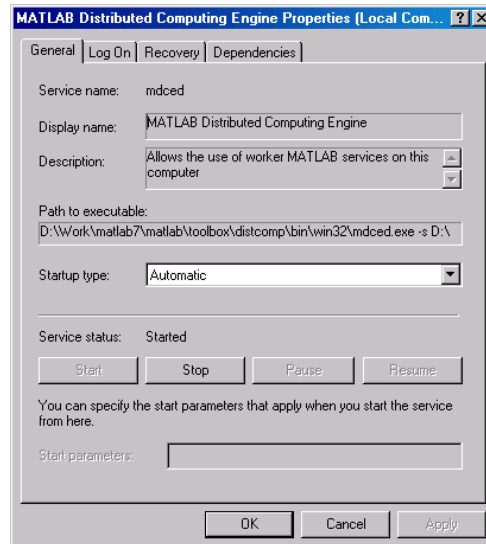 MATLAB Distributed Computing Engine Properties (Local Com...
General Log On Recovery Dependencies
Service name: mdced
Display name: MATLAB Distributed Computing Engine
Description: Allows the use of worker MATLAB services on this
computer
Path to executable:
D:\Work\matlab7\matlab\toolbox\distcomp\bin\win32\mdced.exe -s D:\
Startup type: Automatic
Service status: Started
Start Stop Pause Resume
You can specify the start parameters that apply when you start the service
from here.
Start parameters:
OK Cancel Apply